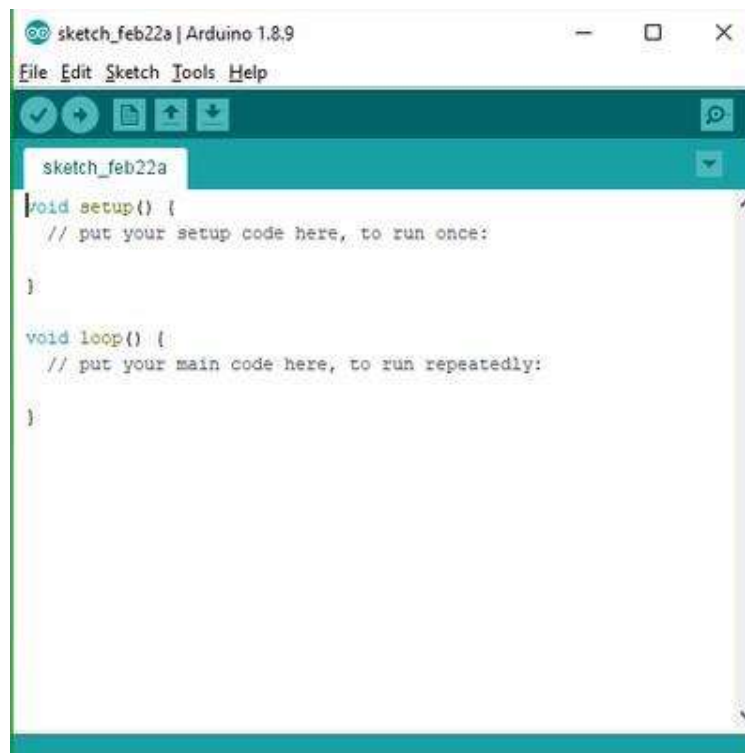 sketch_feb22a | Arduino 1.8.9
File Edit Sketch Tools Help
sketch_feb22a
void setup() {
  // put your setup code here, to run once:
}
void loop() {
  // put your main code here, to run repeatedly:
}